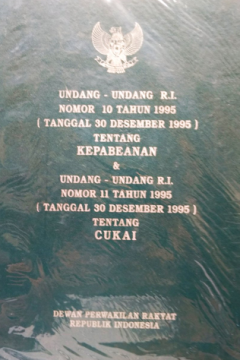 UNDANG - UNDANG R.I.
NOMOR 10 TAHUN 1995
( TANGGAL 30 DESEMBER 1995 )
TENTANG
KEPABEANAN
&
UNDANG - UNDANG R.I.
NOMOR 11 TAHUN 1995
( TANGGAL 30 DESEMBER 1995 )
TENTANG
CUKAI
DEWAN PERWAKILAN RAKYAT
REPUBLIK INDONESIA